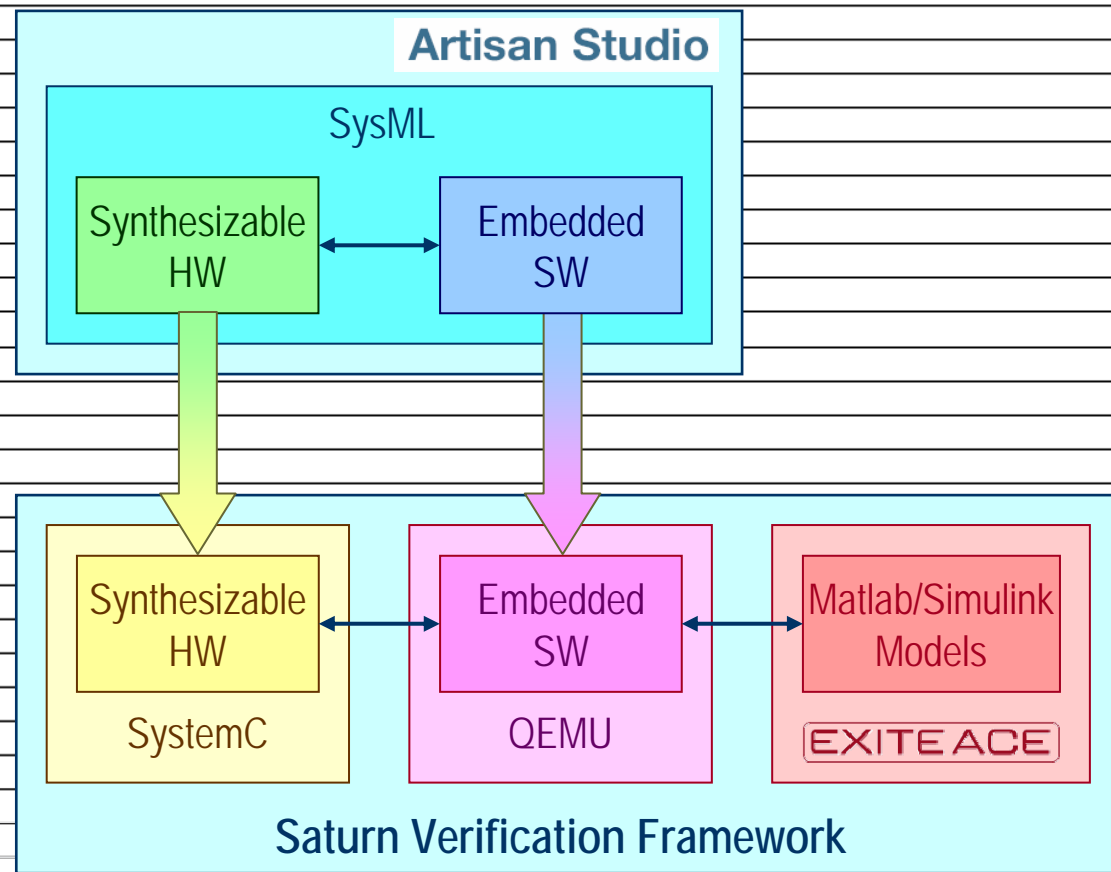 Artisan Studio
SysML
Synthesizable
HW
Embedded
SW
Synthesizable
HW
SystemC
Embedded
SW
QEMU
Matlab/Simulink
Models
EXITE ACE
Saturn Verification Framework